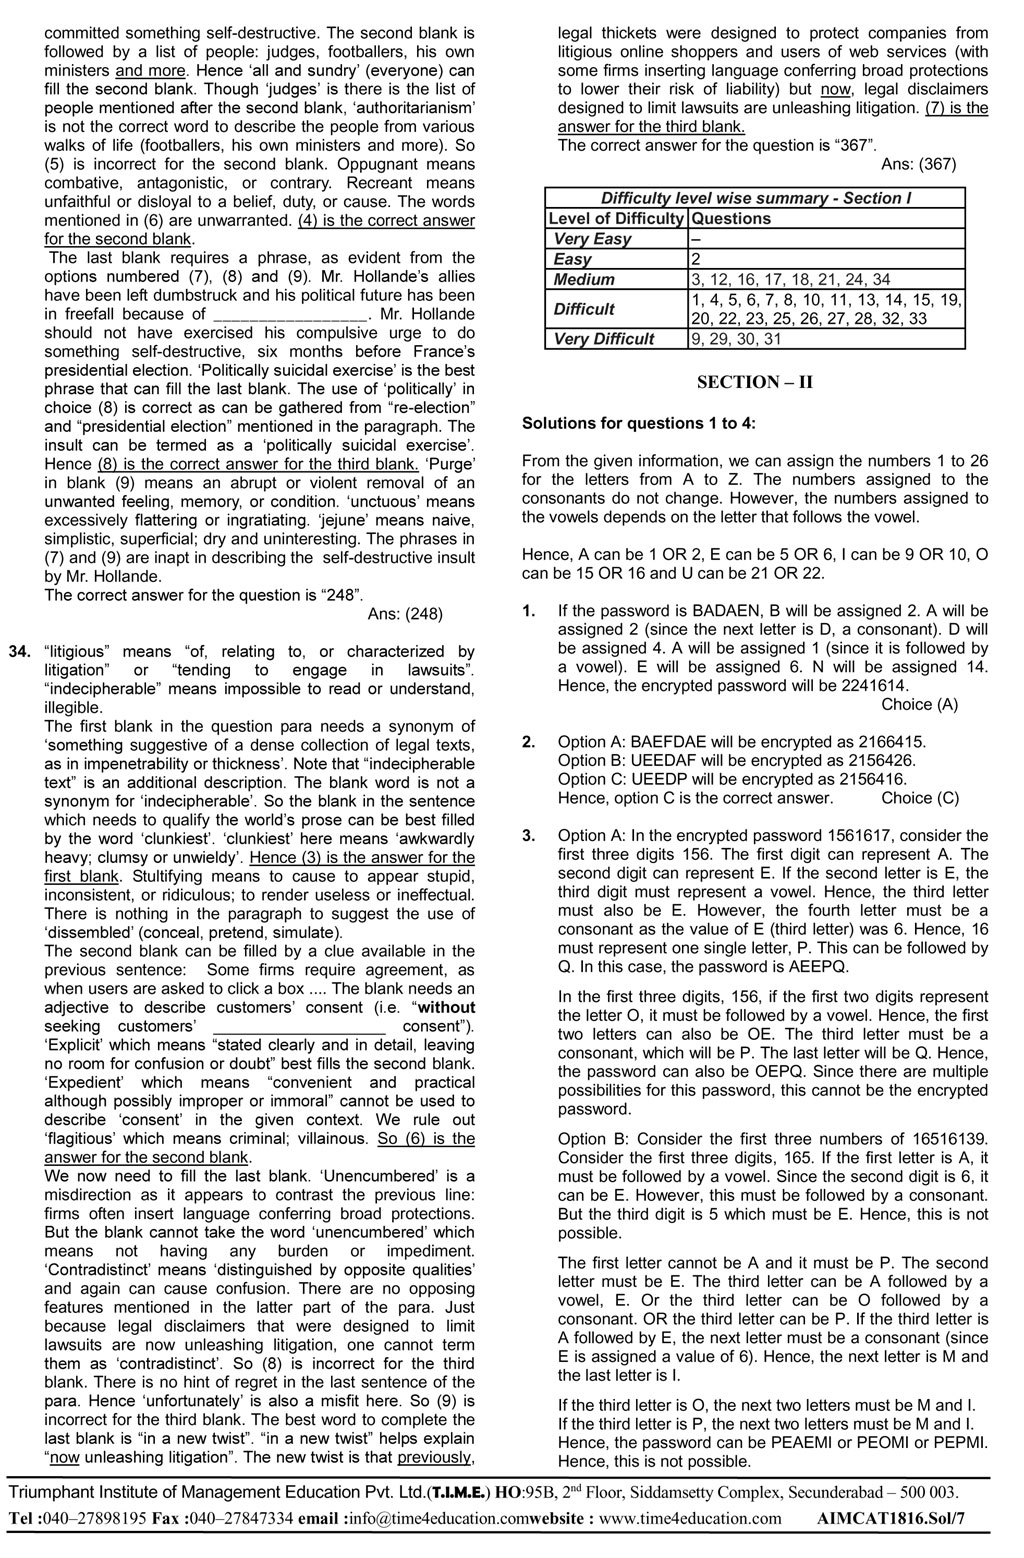 committed something self-destructive. The second blank is
followed by a list of people: judges, footballers, his own
ministers and more. Hence ‘all and sundry’ (everyone) can
fill the second blank. Though ‘judges’ is there is the list of
people mentioned after the second blank, ‘authoritarianism’
is not the correct word to describe the people from various
walks of life (footballers, his own ministers and more). So
(5) is incorrect for the second blank. Oppugnant means
combative, antagonistic, or contrary. Recreant means
unfaithful or disloyal to a belief, duty, or cause. The words
mentioned in (6) are unwarranted. (4) is the correct answer
for the second blank.
The last blank requires a phrase, as evident from the
options numbered (7), (8) and (9). Mr. Hollande’s allies
have been left dumbstruck and his political future has been
in freefall because of _________________. Mr. Hollande
should not have exercised his compulsive urge to do
something self-destructive, six months before France’s
presidential election. ‘Politically suicidal exercise’ is the best
phrase that can fill the last blank. The use of ‘politically’ in
choice (8) is correct as can be gathered from “re-election”
and “presidential election” mentioned in the paragraph. The
insult can be termed as a ‘politically suicidal exercise’.
Hence (8) is the correct answer for the third blank. ‘Purge’
in blank (9) means an abrupt or violent removal of an
unwanted feeling, memory, or condition. ‘unctuous’ means
excessively flattering or ingratiating. ‘jejune’ means naive,
simplistic, superficial; dry and uninteresting. The phrases in
(7) and (9) are inapt in describing the self-destructive insult
by Mr. Hollande.
The correct answer for the question is “248”.
Ans: (248)
34. “litigious” means “of, relating to, or characterized by
litigation” or “tending to engage in lawsuits”.
“indecipherable” means impossible to read or understand,
illegible.
The first blank in the question para needs a synonym of
‘something suggestive of a dense collection of legal texts,
as in impenetrability or thickness’. Note that “indecipherable
text” is an additional description. The blank word is not a
synonym for ‘indecipherable’. So the blank in the sentence
which needs to qualify the world’s prose can be best filled
by the word ‘clunkiest’. ‘clunkiest’ here means ‘awkwardly
heavy; clumsy or unwieldy’. Hence (3) is the answer for the
first blank. Stultifying means to cause to appear stupid,
inconsistent, or ridiculous; to render useless or ineffectual.
There is nothing in the paragraph to suggest the use of
‘dissembled’ (conceal, pretend, simulate).
The second blank can be filled by a clue available in the
previous sentence: Some firms require agreement, as
when users are asked to click a box .... The blank needs an
adjective to describe customers’ consent (i.e. “without
seeking customers’ ___________________ consent”).
‘Explicit’ which means “stated clearly and in detail, leaving
no room for confusion or doubt” best fills the second blank.
‘Expedient’ which means “convenient and practical
although possibly improper or immoral” cannot be used to
describe ‘consent’ in the given context. We rule out
‘flagitious’ which means criminal; villainous. So (6) is the
answer for the second blank.
We now need to fill the last blank. ‘Unencumbered’ is a
misdirection as it appears to contrast the previous line:
firms often insert language conferring broad protections.
But the blank cannot take the word ‘unencumbered’ which
means not having any burden or impediment.
‘Contradistinct’ means ‘distinguished by opposite qualities’
and again can cause confusion. There are no opposing
features mentioned in the latter part of the para. Just
because legal disclaimers that were designed to limit
lawsuits are now unleashing litigation, one cannot term
them as ‘contradistinct’. So (8) is incorrect for the third
blank. There is no hint of regret in the last sentence of the
para. Hence ‘unfortunately’ is also a misfit here. So (9) is
incorrect for the third blank. The best word to complete the
last blank is “in a new twist”. “in a new twist” helps explain
“now unleashing litigation”. The new twist is that previously,
legal thickets were designed to protect companies from
litigious online shoppers and users of web services (with
some firms inserting language conferring broad protections
to lower their risk of liability) but now, legal disclaimers
designed to limit lawsuits are unleashing litigation. (7) is the
answer for the third blank.
The correct answer for the question is “367”.
Ans: (367)
Difficulty level wise summary - Section I
Level of Difficulty Questions
Very Easy –
Easy 2
Medium 3, 12, 16, 17, 18, 21, 24, 34
Difficult 1, 4, 5, 6, 7, 8, 10, 11, 13, 14, 15, 19,
20, 22, 23, 25, 26, 27, 28, 32, 33
Very Difficult 9, 29, 30, 31
SECTION – II
Solutions for questions 1 to 4:
From the given information, we can assign the numbers 1 to 26
for the letters from A to Z. The numbers assigned to the
consonants do not change. However, the numbers assigned to
the vowels depends on the letter that follows the vowel.
Hence, A can be 1 OR 2, E can be 5 OR 6, I can be 9 OR 10, O
can be 15 OR 16 and U can be 21 OR 22.
1. If the password is BADAEN, B will be assigned 2. A will be
assigned 2 (since the next letter is D, a consonant). D will
be assigned 4. A will be assigned 1 (since it is followed by
a vowel). E will be assigned 6. N will be assigned 14.
Hence, the encrypted password will be 2241614.
Choice (A)
2. Option A: BAEFDAE will be encrypted as 2166415.
Option B: UEEDAF will be encrypted as 2156426.
Option C: UEEDP will be encrypted as 2156416.
Hence, option C is the correct answer. Choice (C)
3. Option A: In the encrypted password 1561617, consider the
first three digits 156. The first digit can represent A. The
second digit can represent E. If the second letter is E, the
third digit must represent a vowel. Hence, the third letter
must also be E. However, the fourth letter must be a
consonant as the value of E (third letter) was 6. Hence, 16
must represent one single letter, P. This can be followed by
Q. In this case, the password is AEEPQ.
In the first three digits, 156, if the first two digits represent
the letter O, it must be followed by a vowel. Hence, the first
two letters can also be OE. The third letter must be a
consonant, which will be P. The last letter will be Q. Hence,
the password can also be OEPQ. Since there are multiple
possibilities for this password, this cannot be the encrypted
password.
Option B: Consider the first three numbers of 16516139.
Consider the first three digits, 165. If the first letter is A, it
must be followed by a vowel. Since the second digit is 6, it
can be E. However, this must be followed by a consonant.
But the third digit is 5 which must be E. Hence, this is not
possible.
The first letter cannot be A and it must be P. The second
letter must be E. The third letter can be A followed by a
vowel, E. Or the third letter can be O followed by a
consonant. OR the third letter can be P. If the third letter is
A followed by E, the next letter must be a consonant (since
E is assigned a value of 6). Hence, the next letter is M and
the last letter is I.
If the third letter is O, the next two letters must be M and I.
If the third letter is P, the next two letters must be M and I.
Hence, the password can be PEAEMI or PEOMI or PEPMI.
Hence, this is not possible.
Triumphant Institute of Management Education Pvt. Ltd.(T.I.M.E.) HO:95B, 2nd Floor, Siddamsetty Complex, Secunderabad – 500 003.
Tel :040–27898195 Fax :040–27847334 email :info@time4education.comwebsite : www.time4education.com AIMCAT1816.Sol/7